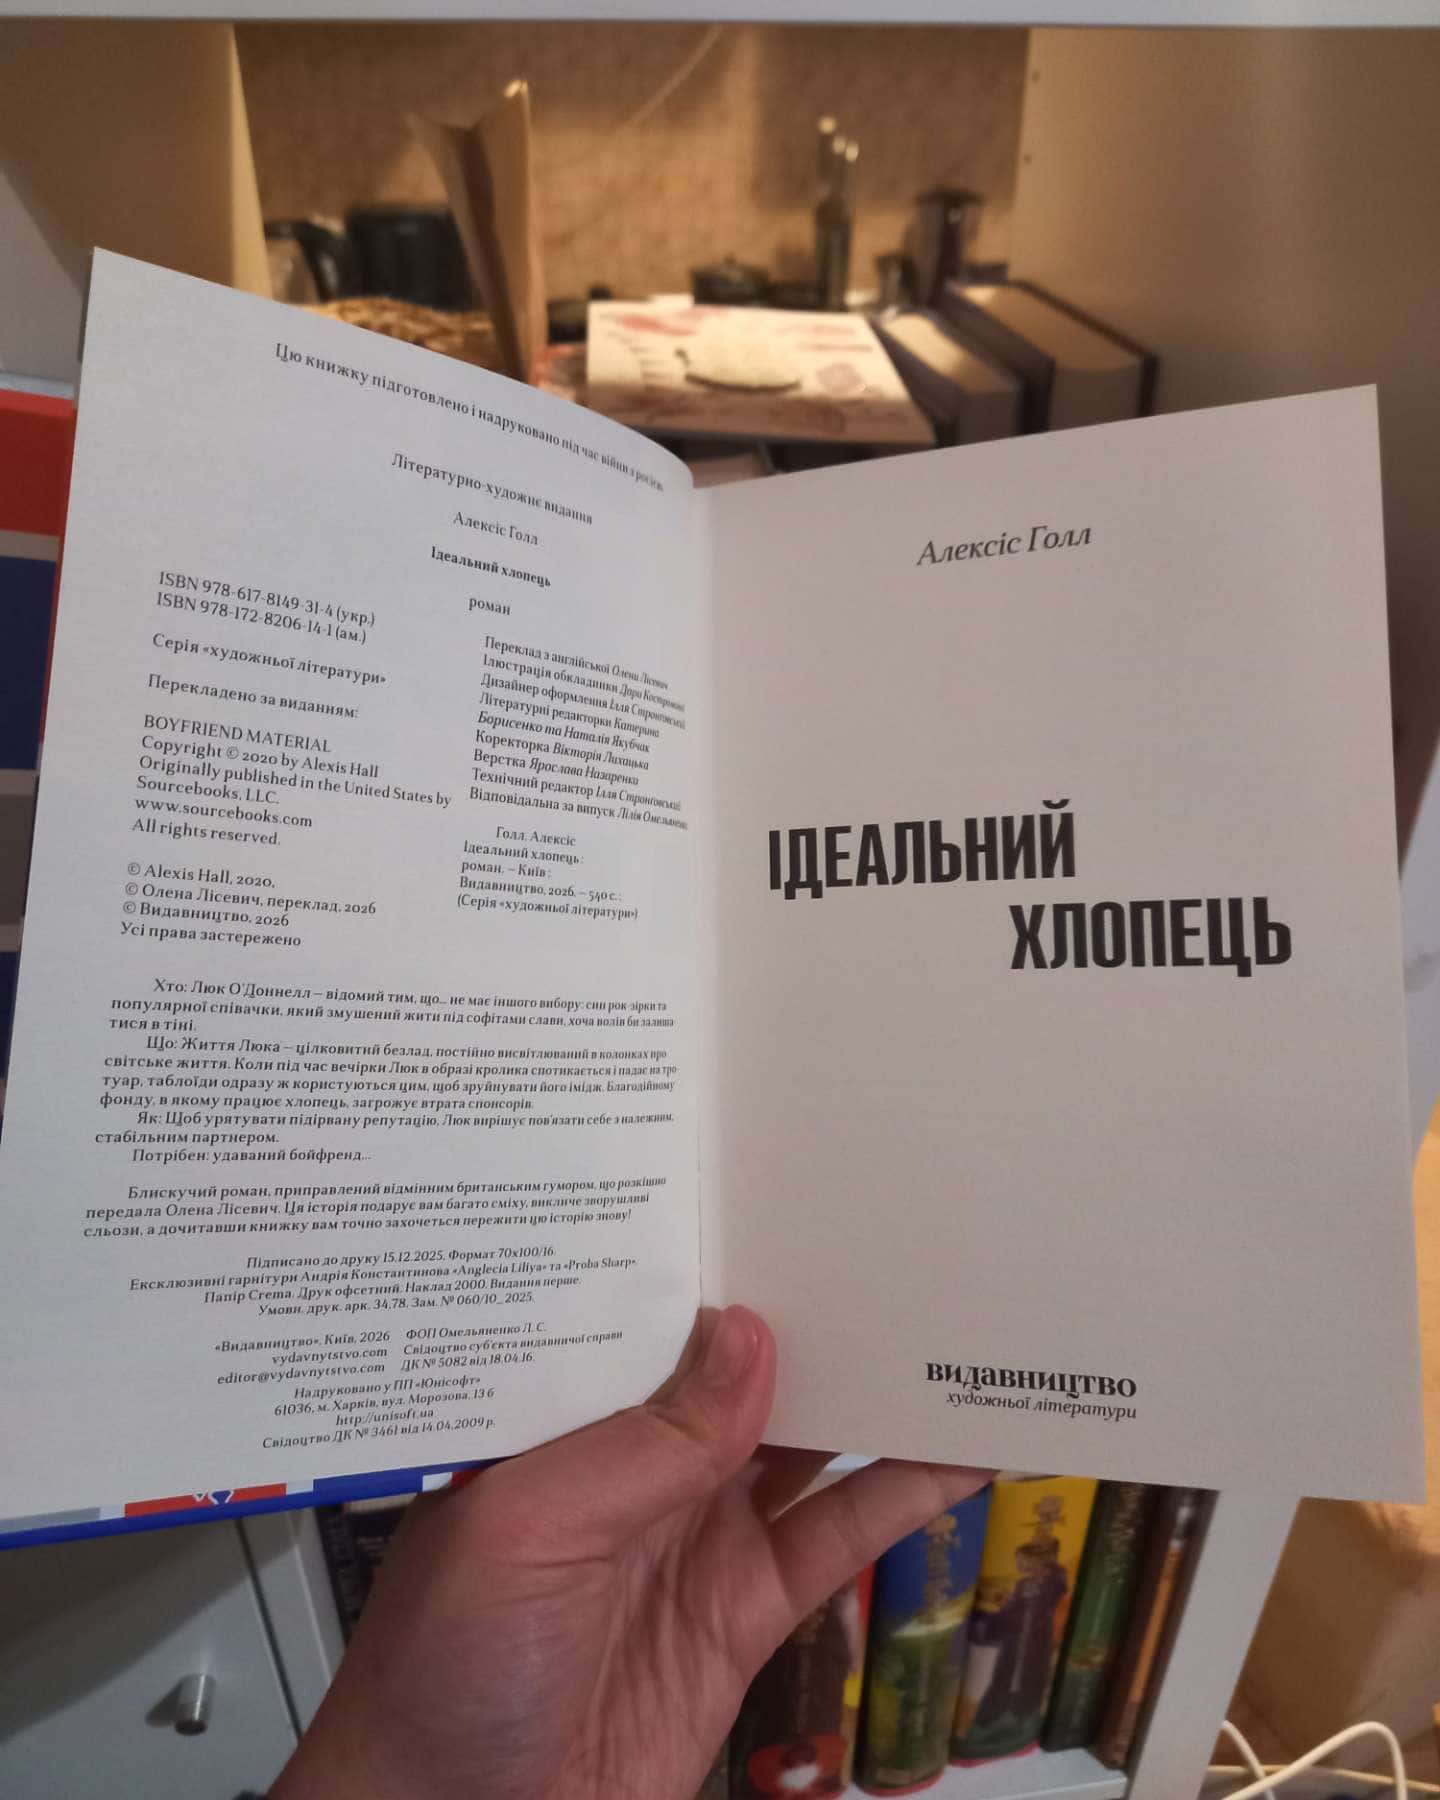 Цю книжку підготовлено і надруковано під час війни з росією
Літературно-художнє видання
Алексіс Голл
Ідеальний хлопець
роман
ISBN 978-617-8149-31-4 (укр.)
ISBN 978-172-8206-14-1 (ам.)
Серія «художньої літератури»
Перекладено за виданням:
BOYFRIEND MATERIAL
Copyright © 2020 by Alexis Hall
Originally published in the United States by
Sourcebooks, LLC.
www.sourcebooks.com
All rights reserved.
© Alexis Hall, 2020,
© Олена Лісевич, переклад, 2026
© Видавництво, 2026
Усі права застережено
Переклад з англійської Олени Лісевич
Ілюстрація обкладинки Дари Костромової
Дизайнер оформлення Ілля Стронґовський
Літературні редакторки Катерина
Борисенко та Наталія Якубчак
Коректорка Вікторія Лихацька
Верстка Ярослава Назаренка
Технічний редактор Ілля Стронґовський
Відповідальна за випуск Лілія Омельяненко
Голл, Алексіс
Ідеальний хлопець :
роман. – Київ :
Видавництво, 2026. – 540 с.;
(Серія «художньої літератури»)
Хто: Люк О'Доннелл – відомий тим, що... не має іншого вибору: син рок-зірки та
популярної співачки, який змушений жити під софітами слави, хоча волів би залиша-
тися в тіні.
Що: Життя Люка – цілковитий безлад, постійно висвітлюваний в колонках про
світське життя. Коли під час вечірки Люк в образі кролика спотикається і падає на тро-
туар, таблоїди одразу ж користуються цим, щоб зруйнувати його імідж. Благодійному
фонду, в якому працює хлопець, загрожує втрата спонсорів.
Як: Щоб урятувати підірвану репутацію, Люк вирішує пов'язати себе з належним,
стабільним партнером.
Потрібен: удаваний бойфренд...
Блискучий роман, приправлений відмінним британським гумором, що розкішно
передала Олена Лісевич. Ця історія подарує вам багато сміху, викличе зворушливі
сльози, а дочитавши книжку вам точно захочеться пережити цю історію знову!
Підписано до друку 15.12.2025. Формат 70х100/16.
Ексклюзивні гарнітури Андрія Константинова «Anglecia Liliya» та «Proba Sharp».
Папір Crema. Друк офсетний. Наклад 2000. Видання перше.
Умовн. друк. арк. 34,78. Зам. № 060/10_2025.
«Видавництво», Київ, 2026
vydavnytstvo.com
editor@vydavnytstvo.com
ФОП Омельяненко Л. С.
Свідоцтво суб'єкта видавничої справи
ДК № 5082 від 18.04.16.
Надруковано у ПП «Юнісофт»
61036, м. Харків, вул. Морозова, 13 б
http://unisoft.ua
Свідоцтво ДК № 3461 від 14.04.2009 р.
Алексіс Голл
ІДЕАЛЬНИЙ
ХЛОПЕЦЬ
видавництво
художньої літератури